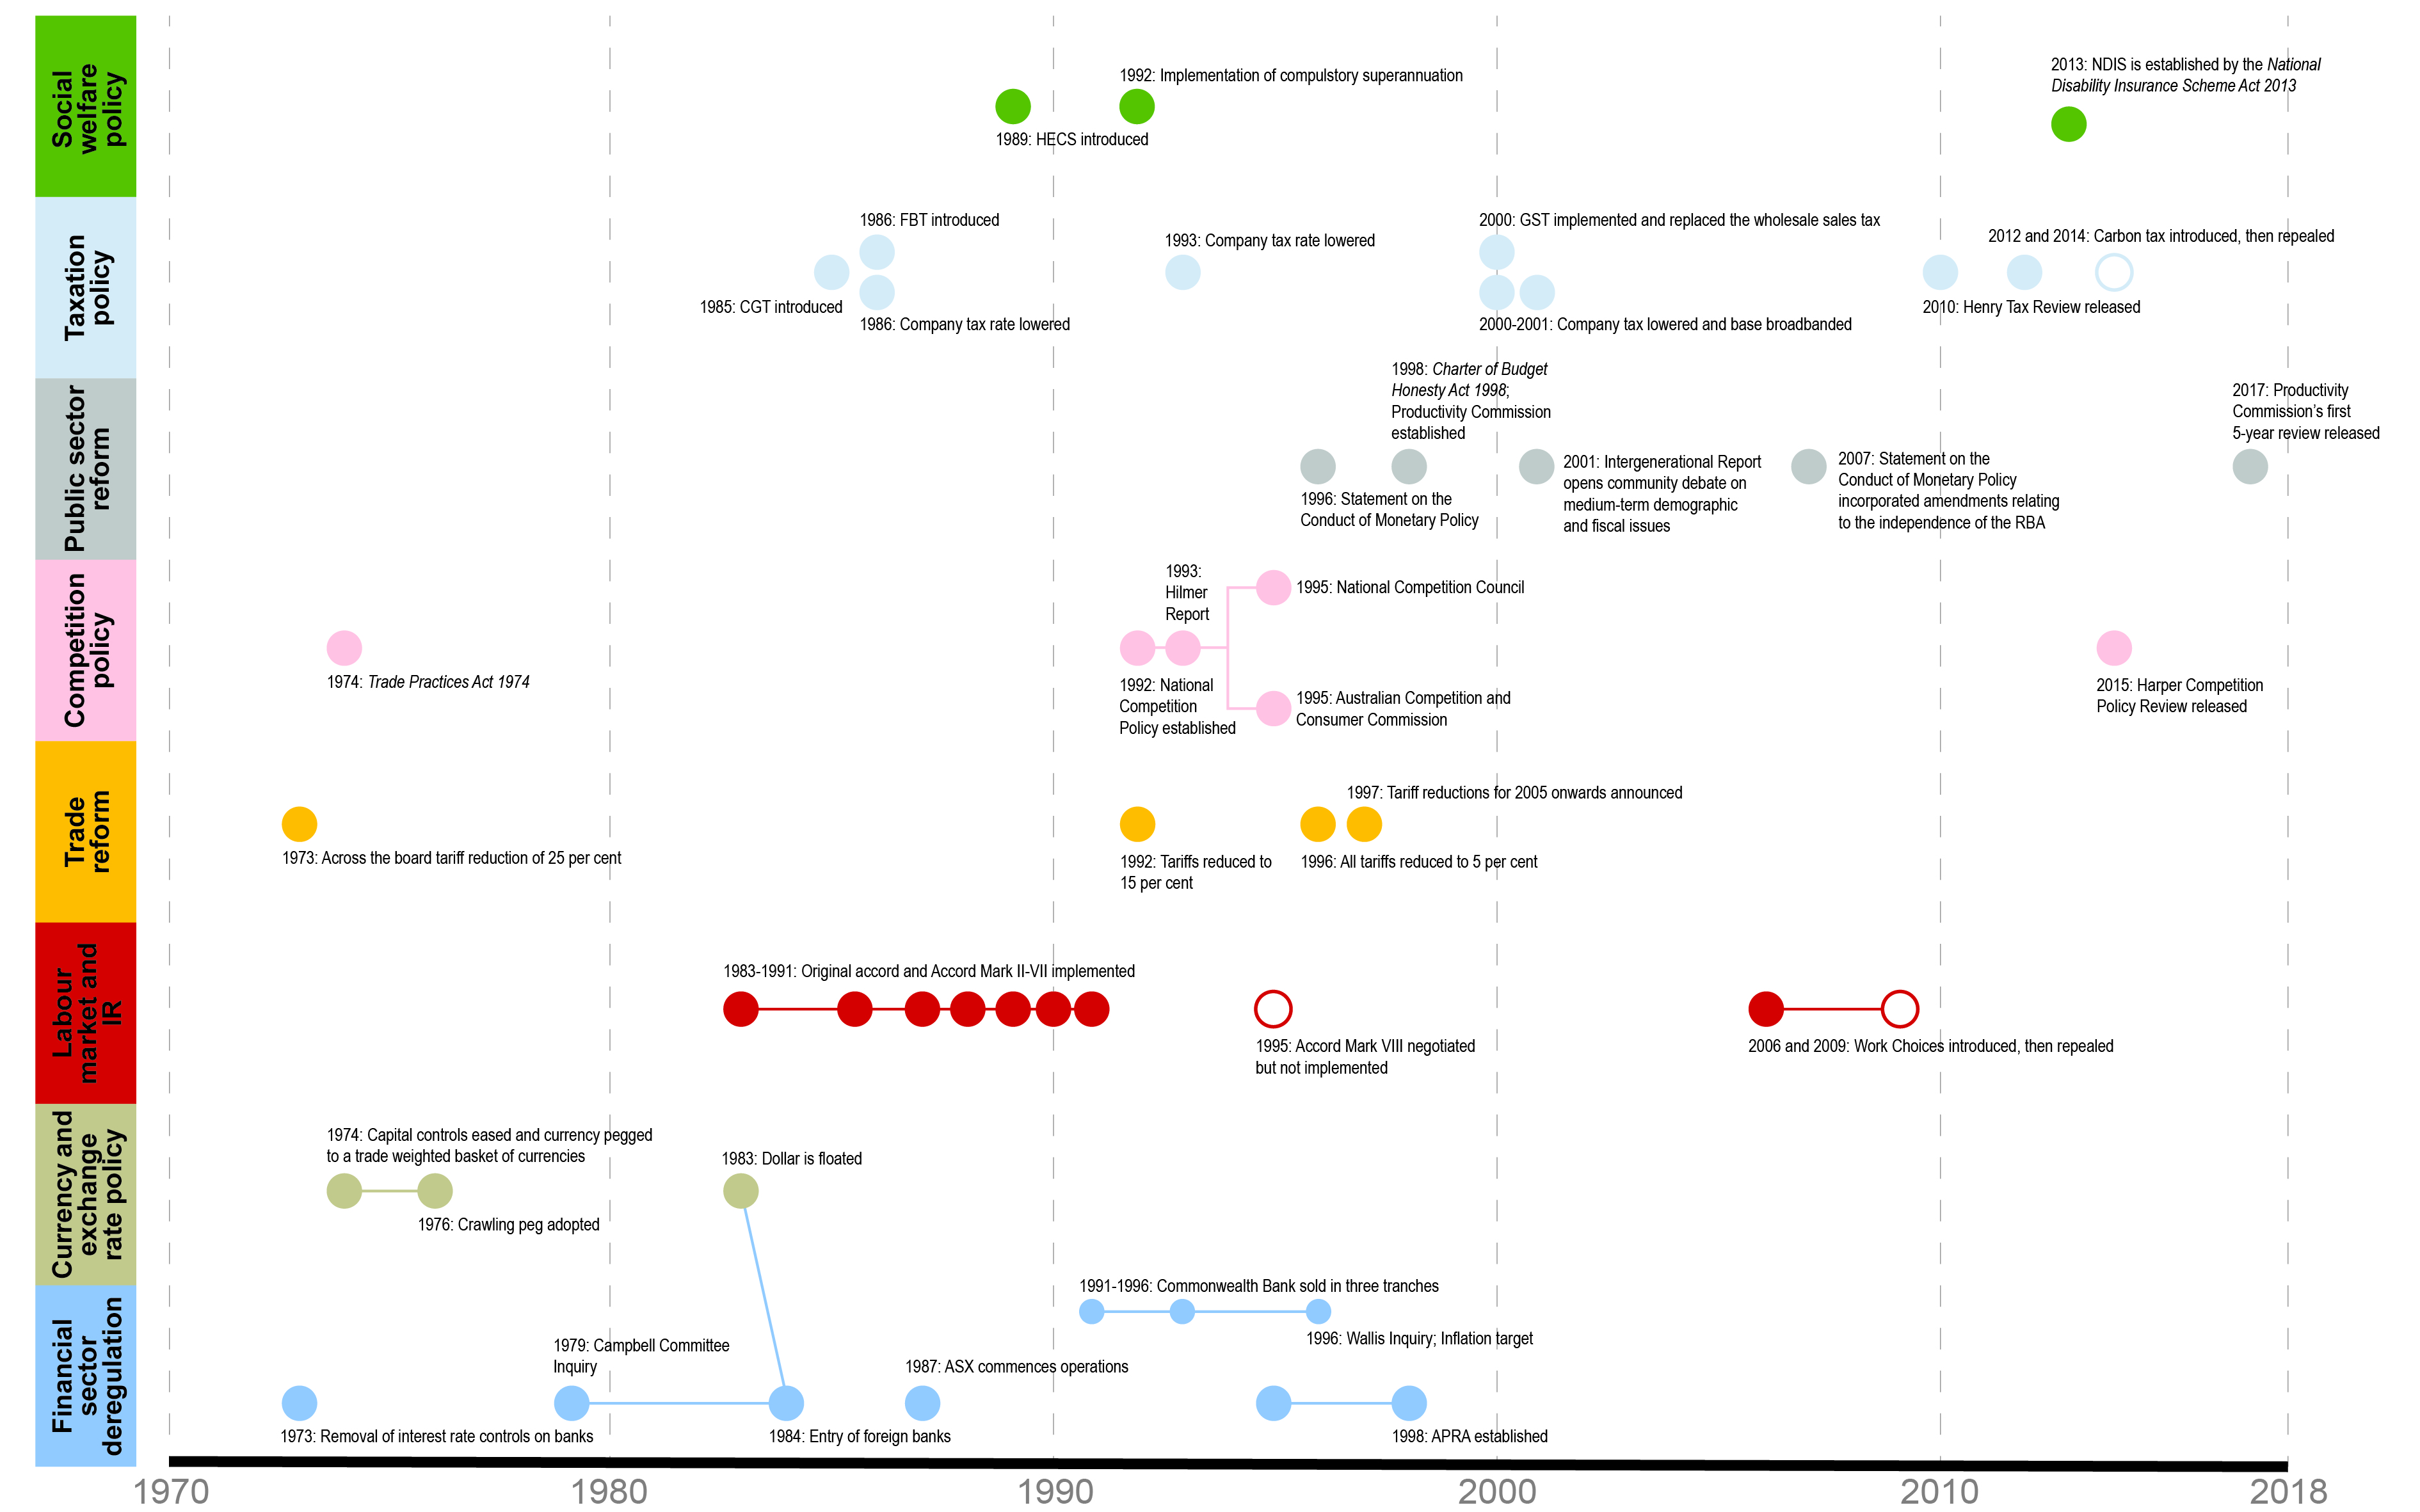 Social
welfare
policy
1992: Implementation of compulstory superannuation
1989: HECS introduced
2013: NDIS is established by the National
Disability Insurance Scheme Act 2013
Taxation
policy
1986: FBT introduced
1985: CGT introduced
1986: Company tax rate lowered
1993: Company tax rate lowered
2000: GST implemented and replaced the wholesale sales tax
2000-2001: Company tax lowered and base broadbanded
2012 and 2014: Carbon tax introduced, then repealed
2010: Henry Tax Review released
Public sector
reform
1998: Charter of Budget
Honesty Act 1998;
Productivity Commission
established
1996: Statement on the
Conduct of Monetary Policy
2001: Intergenerational Report
opens community debate on
medium-term demographic
and fiscal issues
2007: Statement on the
Conduct of Monetary Policy
incorporated amendments relating
to the independence of the RBA
2017: Productivity
Commission's first
5-year review released
Competition
policy
1974: Trade Practices Act 1974
1993:
Hilmer
Report
1992: National
Competition
Policy established
1995: National Competition Council
1995: Australian Competition and
Consumer Commission
2015: Harper Competition
Policy Review released
Trade
reform
1973: Across the board tariff reduction of 25 per cent
1992: Tariffs reduced to
15 per cent
1997: Tariff reductions for 2005 onwards announced
1996: All tariffs reduced to 5 per cent
Labour
market and
IR
1983-1991: Original accord and Accord Mark II-VII implemented
1995: Accord Mark VIII negotiated
but not implemented
2006 and 2009: Work Choices introduced, then repealed
Currency and
exchange
rate policy
1974: Capital controls eased and currency pegged
to a trade weighted basket of currencies
1976: Crawling peg adopted
1983: Dollar is floated
Financial
sector
deregulation
1991-1996: Commonwealth Bank sold in three tranches
1996: Wallis Inquiry; Inflation target
1979: Campbell Committee
Inquiry
1987: ASX commences operations
1973: Removal of interest rate controls on banks
1984: Entry of foreign banks
1998: APRA established
1970
1980
1990
2000
2010
2018